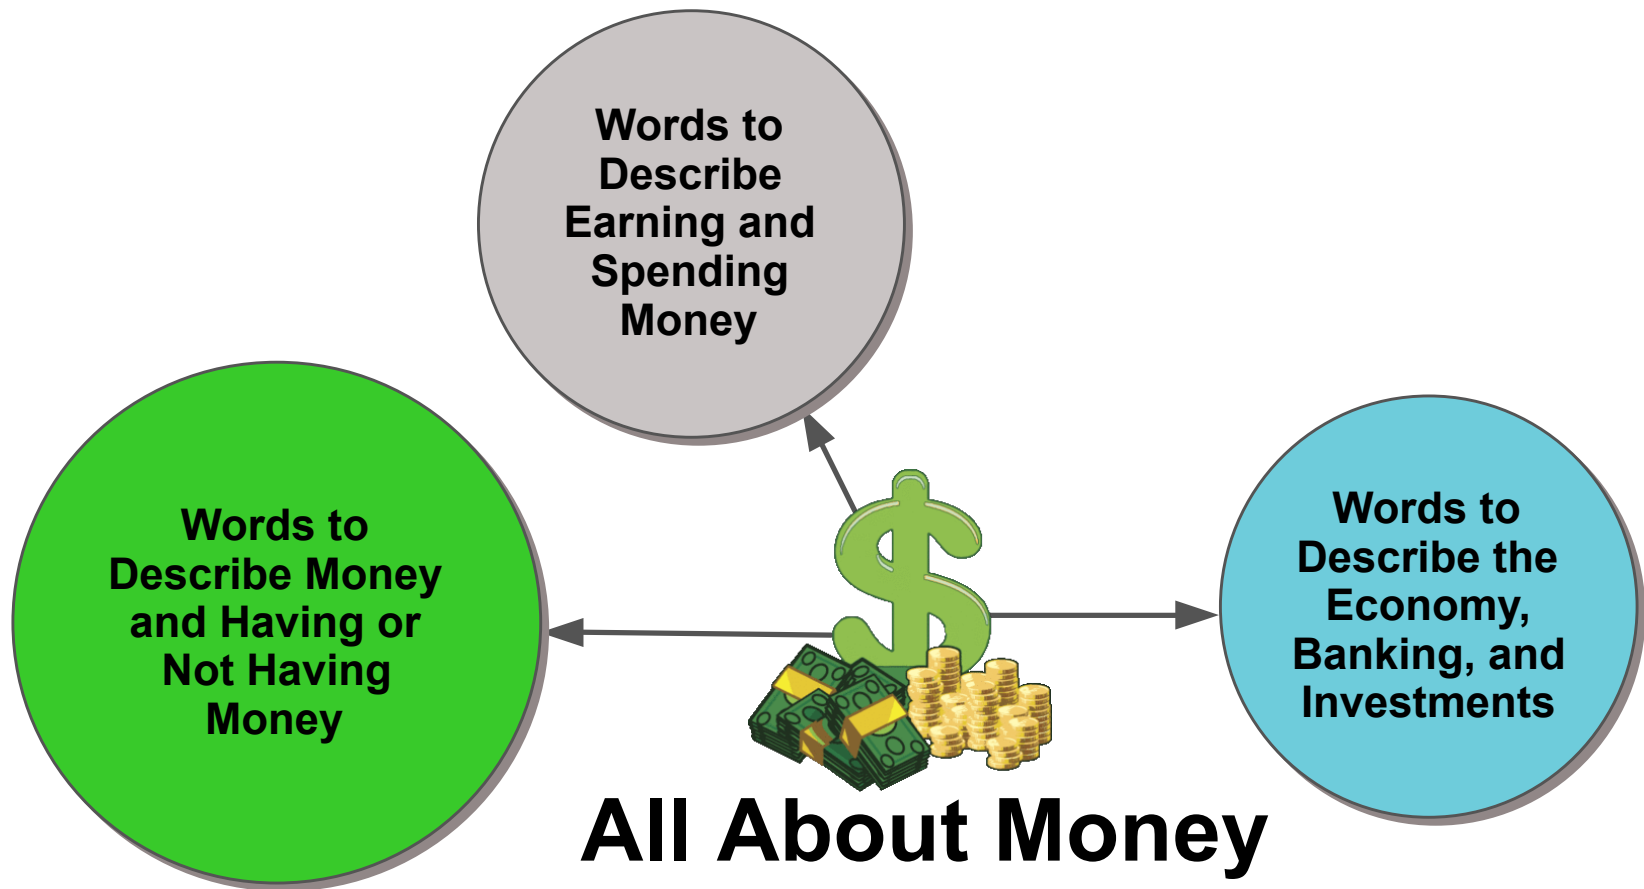 Words to
Describe
Earning and
Spending
Money
Words to
Describe Money
and Having or
Not Having
Money
Words to
Describe the
Economy,
Banking, and
Investments
All About Money